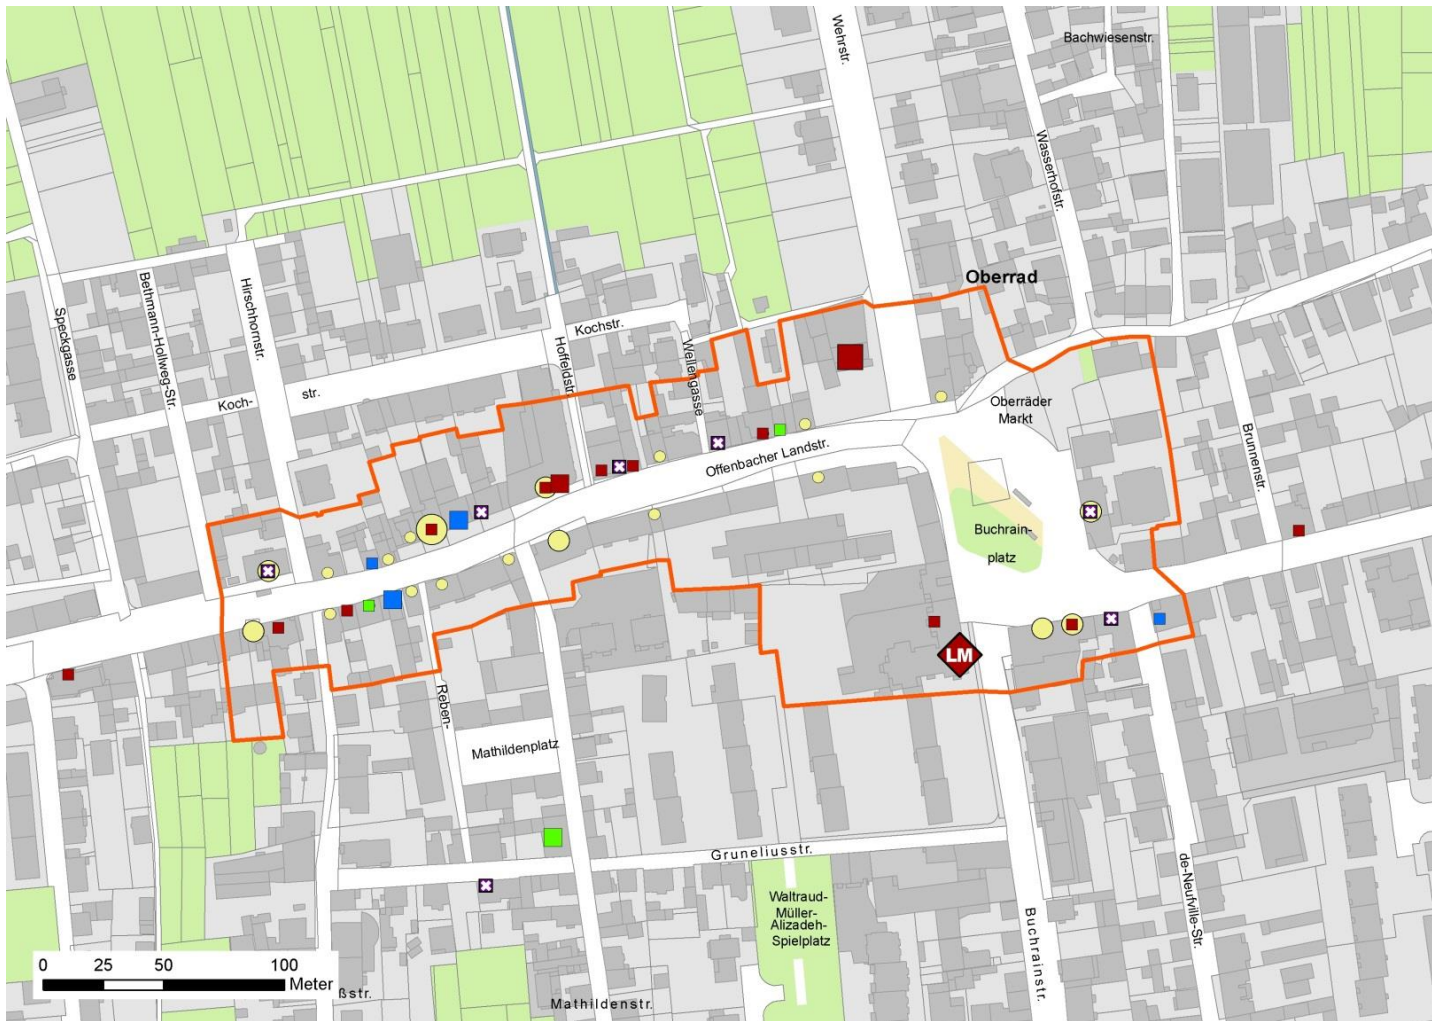 Wehrstr.
Bachwiesenstr.
Wasserhofstr.
Oberrad
Speckgasse
Bethmann-Hollweg-Str.
Hirschhornstr.
Kochstr.
Hoffeldstr.
Wellengasse
Koch-
str.
Oberräder
Markt
Brunnenstr.
Offenbacher Landstr.
Buchrain-
platz
LM
Reben-
Mathildenplatz
Gruneliusstr.
de-Neufville-Str.
Waltraud-
Müller-
Alizadeh-
Spielplatz
Buchrainstr.
0 25 50 100
Meter
ßstr.
Mathildenstr.